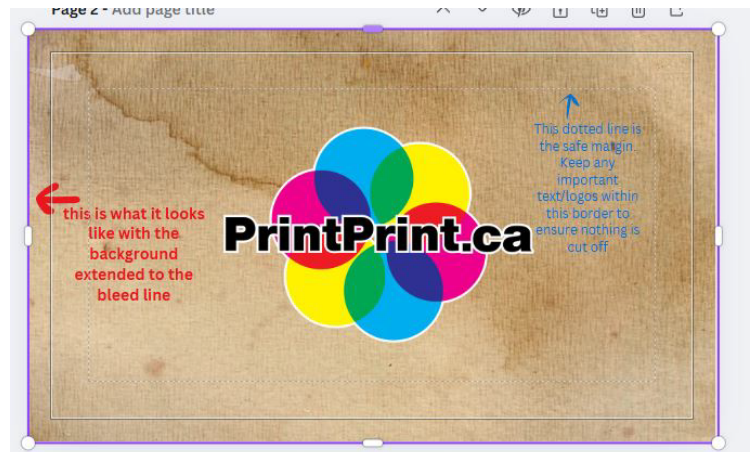 Page 2 - Add page title
This dotted line is
the safe margin.
Keep any
important
text/logos within
this border to
ensure nothing is
cut off
this is what it looks
like with the
background
extended to the
bleed line
PrintPrint.ca